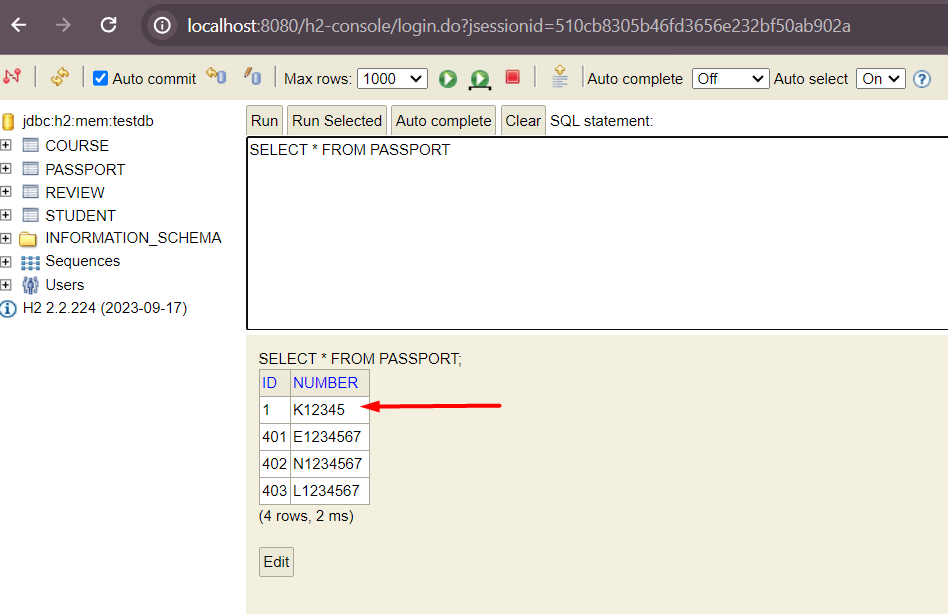 localhost:8080/h2-console/login.do?jsessionid=510cb8305b46fd3656e232bf50ab902a
Auto commit Max rows: 1000 Auto complete Off Auto select On ?
jdbc:h2:mem:testdb
COURSE
PASSPORT
REVIEW
STUDENT
INFORMATION_SCHEMA
Sequences
Users
H2 2.2.224 (2023-09-17)
Run Run Selected Auto complete Clear SQL statement:
SELECT * FROM PASSPORT
SELECT * FROM PASSPORT;
ID NUMBER
1 K12345
401 E1234567
402 N1234567
403 L1234567
(4 rows, 2 ms)
Edit